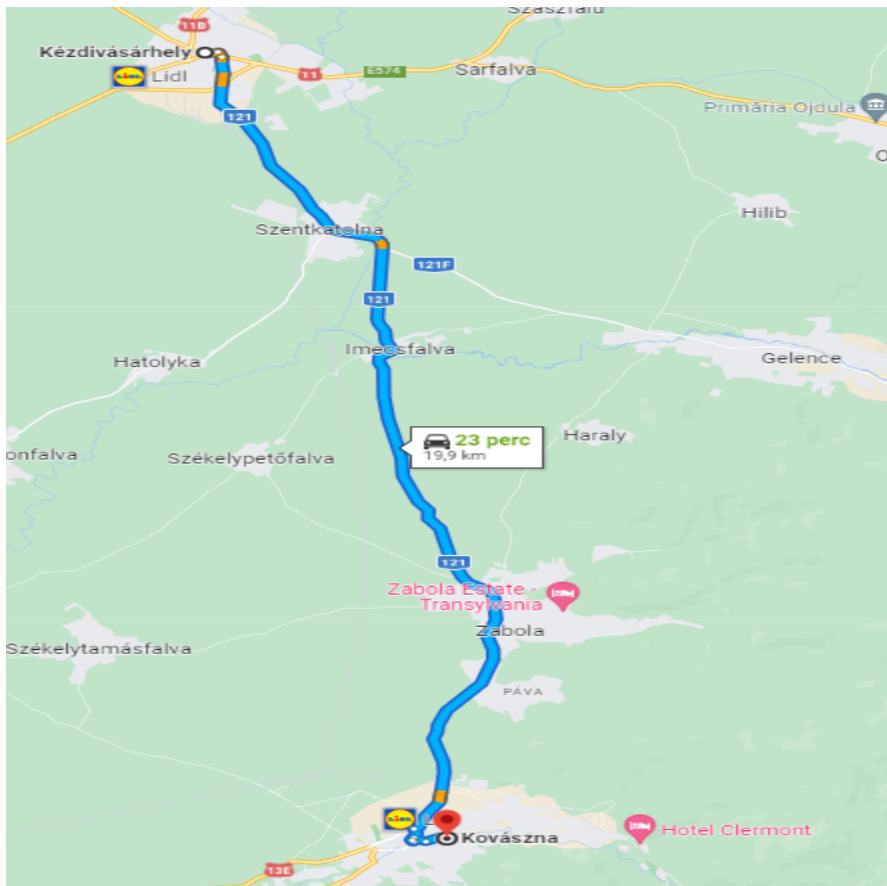 Szászfalu
11B
Kézdivásárhely
Lidl
11
E574
Sarfalva
Primăria Ojdula
121
O
Hilib
Szentkatolna
121F
121
Imecsfalva
Hatolyka
Gelence
23 perc
19,9 km
Haraly
onfalva
Székelypetőfalva
121
Zabola Estate -
Transylvania
Zabola
Székelytamásfalva
PÁVA
L
Kovászna
Hotel Clermont
13E